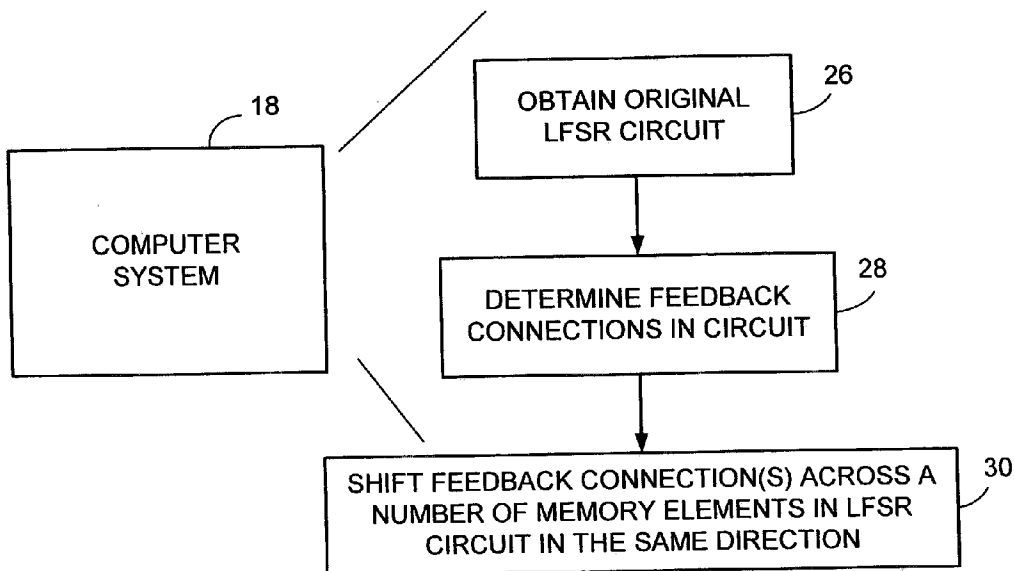 18
COMPUTER
SYSTEM
26
OBTAIN ORIGINAL
LFSR CIRCUIT
28
DETERMINE FEEDBACK
CONNECTIONS IN CIRCUIT
30
SHIFT FEEDBACK CONNECTION(S) ACROSS A
NUMBER OF MEMORY ELEMENTS IN LFSR
CIRCUIT IN THE SAME DIRECTION